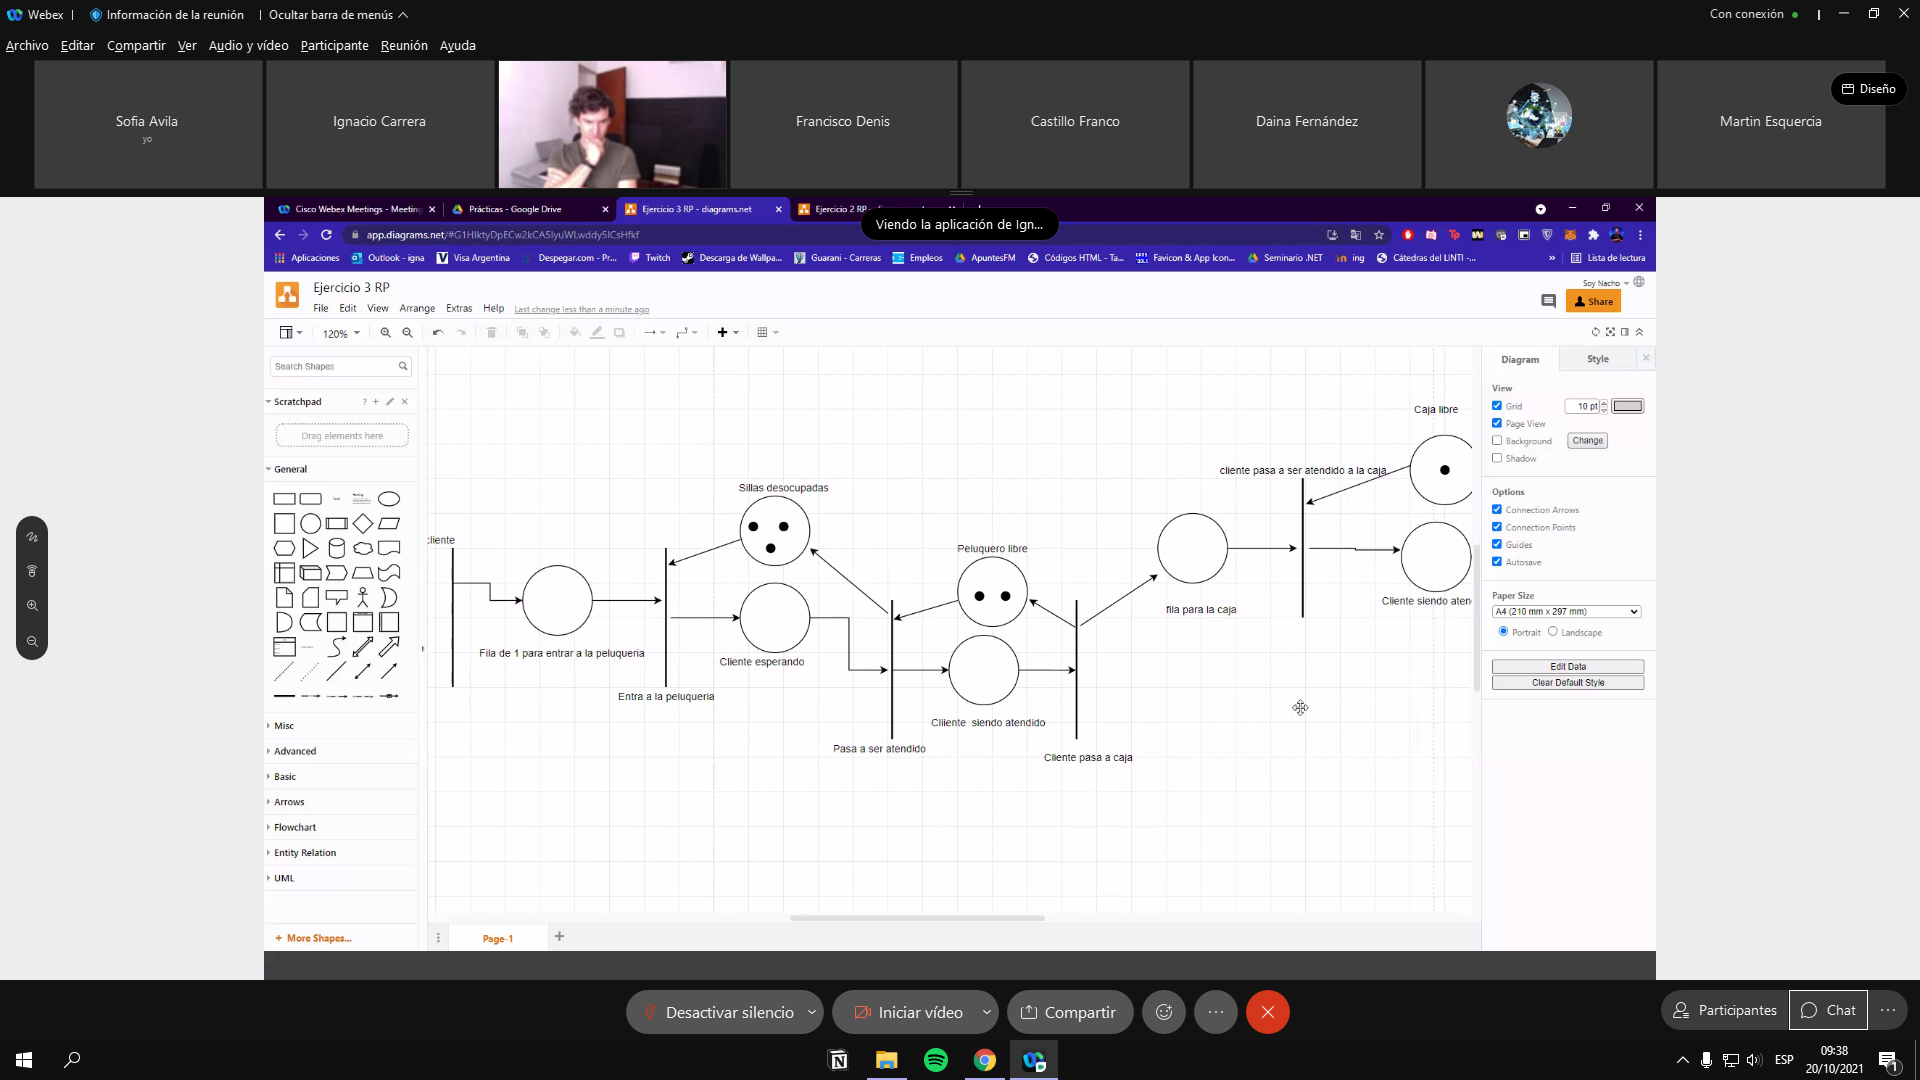 Webex
Información de la reunión
Ocultar barra de menús
Con conexión
Archivo
Editar
Compartir
Ver
Audio y vídeo
Participante
Reunión
Ayuda
Sofia Avila
yo
Ignacio Carrera
Francisco Denis
Castillo Franco
Daina Fernández
Martin Esquercia
Diseño
Cisco Webex Meetings - Meeting
Prácticas - Google Drive
Ejercicio 3 RP - diagrams.net
Ejercicio 2 RP
Viendo la aplicación de Ign...
Aplicaciones
Outlook - igna
Visa Argentina
Despegar.com - Pr...
Twitch
Descarga de Wallpa...
Guarani - Carreras
Empleos
ApuntesFM
Códigos HTML - Ta...
Favicon & App Icon...
Seminario .NET
ing
Cátedras del LINTI -...
Lista de lectura
Ejercicio 3 RP
Soy Nacho
File
Edit
View
Arrange
Extras
Help
Last change less than a minute ago
Share
120%
Search Shapes
Scratchpad
Drag elements here
General
Misc
Advanced
Basic
Arrows
Flowchart
Entity Relation
UML
More Shapes...
cliente
Fila de 1 para entrar a la peluqueria
Entra a la peluqueria
Sillas desocupadas
Cliente esperando
Pasa a ser atendido
Peluquero libre
Cliiente siendo atendido
Cliente pasa a caja
fila para la caja
cliente pasa a ser atendido a la caja
Caja libre
Cliente siendo aten
Page-1
Diagram
Style
View
Grid
10 pt
Page View
Background
Change
Shadow
Options
Connection Arrows
Connection Points
Guides
Autosave
Paper Size
A4 (210 mm x 297 mm)
Portrait
Landscape
Edit Data
Clear Default Style
Desactivar silencio
Iniciar vídeo
Compartir
Participantes
Chat
ESP
09:38
20/10/2021
1